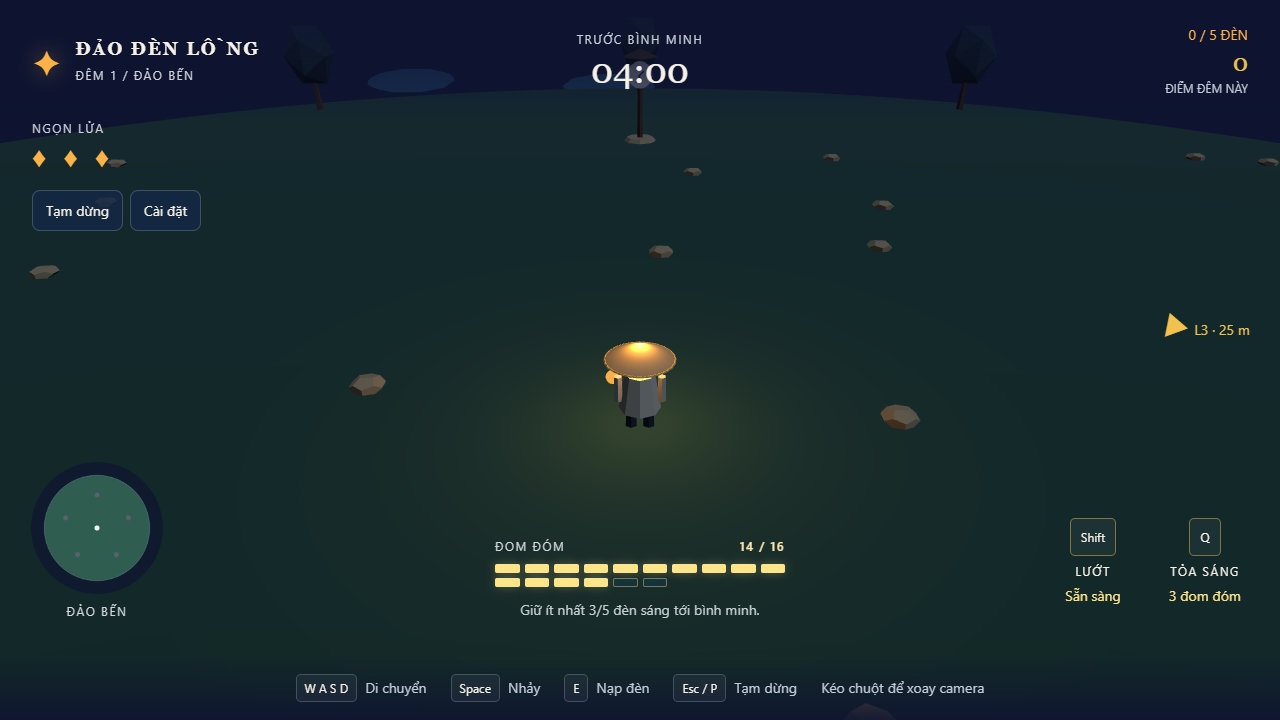 ĐẢO ĐÈN LỒNG
ĐÊM 1 / ĐẢO BẾN
TRƯỚC BÌNH MINH
04:00
0 / 5 ĐÈN
0
ĐIỂM ĐÊM NÀY
NGỌN LỬA
Tạm dừng
Cài đặt
L3 · 25 m
ĐẢO BẾN
ĐOM ĐÓM
14 / 16
Giữ ít nhất 3/5 đèn sáng tới bình minh.
Shift
LƯỚT
Sẵn sàng
Q
TỎA SÁNG
3 đom đóm
W A S D Di chuyển
Space Nhảy
E Nạp đèn
Esc / P Tạm dừng
Kéo chuột để xoay camera